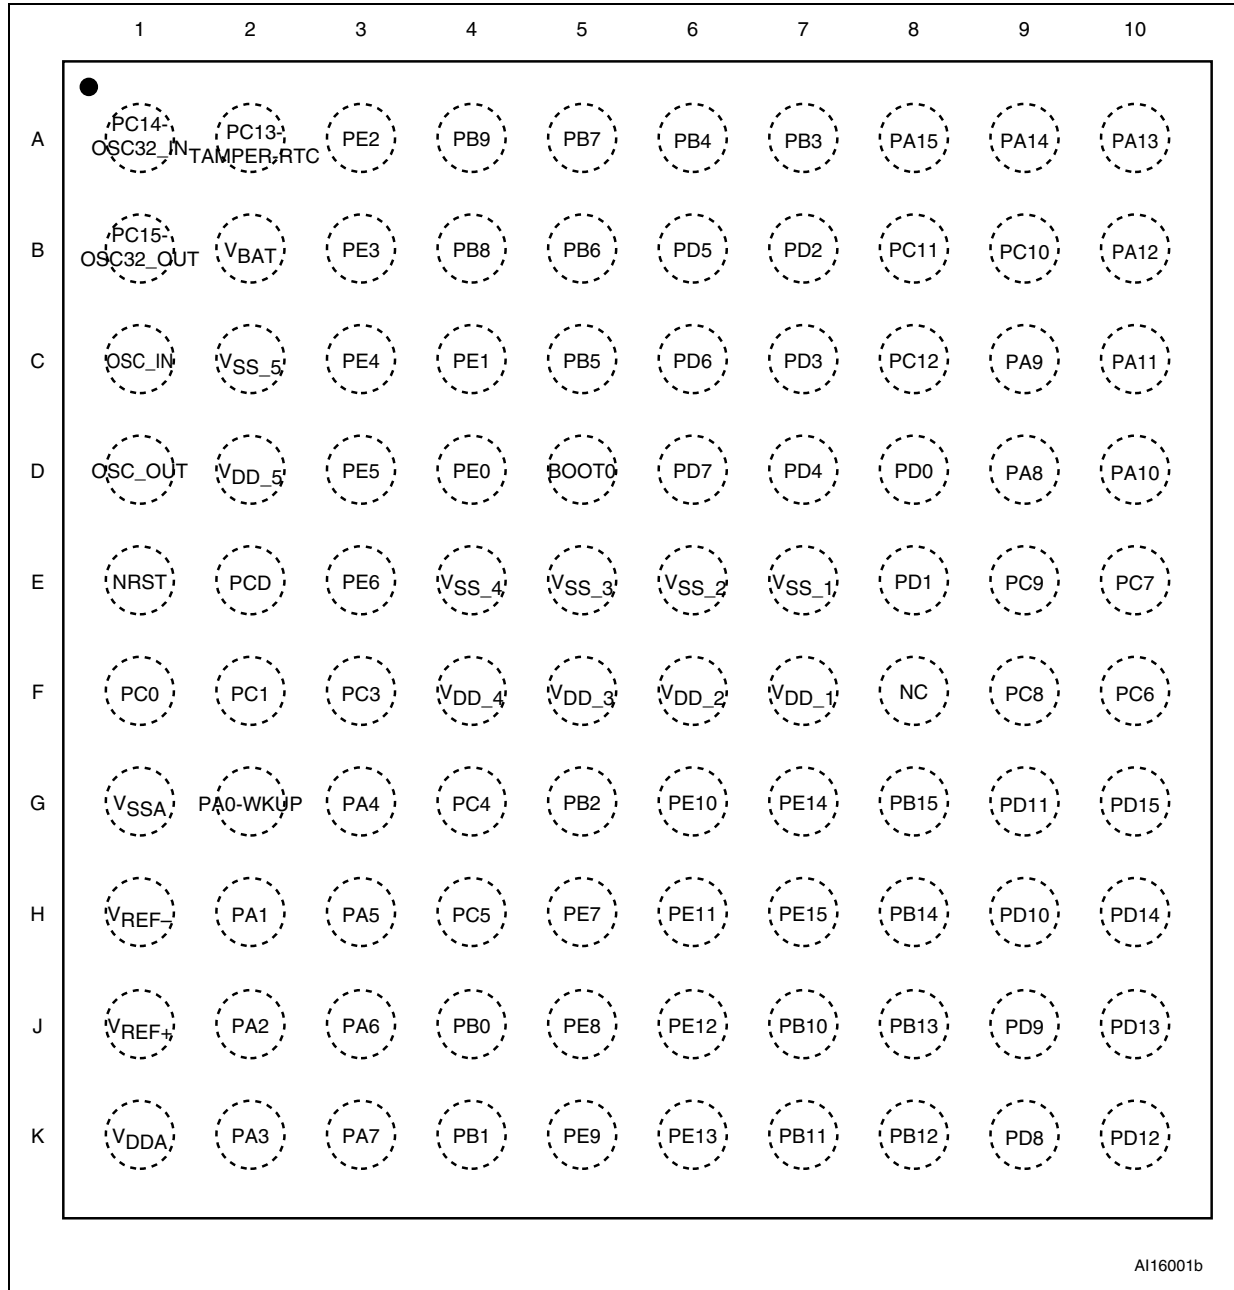 1 2 3 4 5 6 7 8 9 10
A PC14-OSC32_IN PC13-TAMPER-RTC PE2 PB9 PB7 PB4 PB3 PA15 PA14 PA13
B PC15-OSC32_OUT VBAT PE3 PB8 PB6 PD5 PD2 PC11 PC10 PA12
C OSC_IN VSS_5 PE4 PE1 PB5 PD6 PD3 PC12 PA9 PA11
D OSC_OUT VDD_5 PE5 PE0 BOOT0 PD7 PD4 PD0 PA8 PA10
E NRST PCD PE6 VSS_4 VSS_3 VSS_2 VSS_1 PD1 PC9 PC7
F PC0 PC1 PC3 VDD_4 VDD_3 VDD_2 VDD_1 NC PC8 PC6
G VSSA PA0-WKUP PA4 PC4 PB2 PE10 PE14 PB15 PD11 PD15
H VREF– PA1 PA5 PC5 PE7 PE11 PE15 PB14 PD10 PD14
J VREF+ PA2 PA6 PB0 PE8 PE12 PB10 PB13 PD9 PD13
K VDDA PA3 PA7 PB1 PE9 PE13 PB11 PB12 PD8 PD12
AI16001b